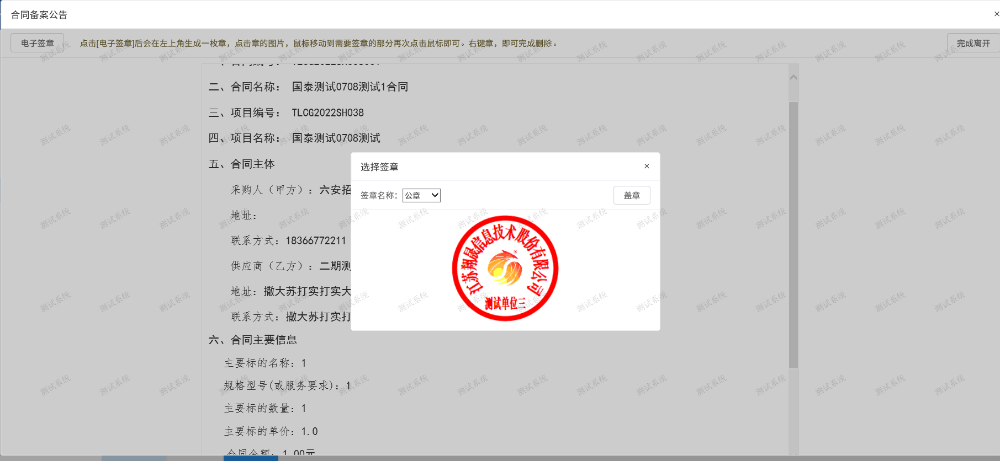 合同备案公告
×
电子签章
点击[电子签章]后会在左上角生成一枚章，点击章的图片，鼠标移动到需要签章的部分再次点击鼠标即可。右键章，即可完成删除。
完成离开
二、合同名称： 国泰测试0708测试1合同
三、项目编号： TLCG2022SH038
四、项目名称： 国泰测试0708测试
五、合同主体
采购人（甲方）：六安招
地址：
联系方式：18366772211
供应商（乙方）：二期测
地址：撒大苏打实打实大
联系方式：撒大苏打实打
六、合同主要信息
主要标的名称：1
规格型号(或服务要求)：1
主要标的数量：1
主要标的单价：1.0
合同金额：1.00元
选择签章
×
签章名称：
公章
盖章
江苏翔晟信息技术股份有限公司
®
测试单位三
测试系统